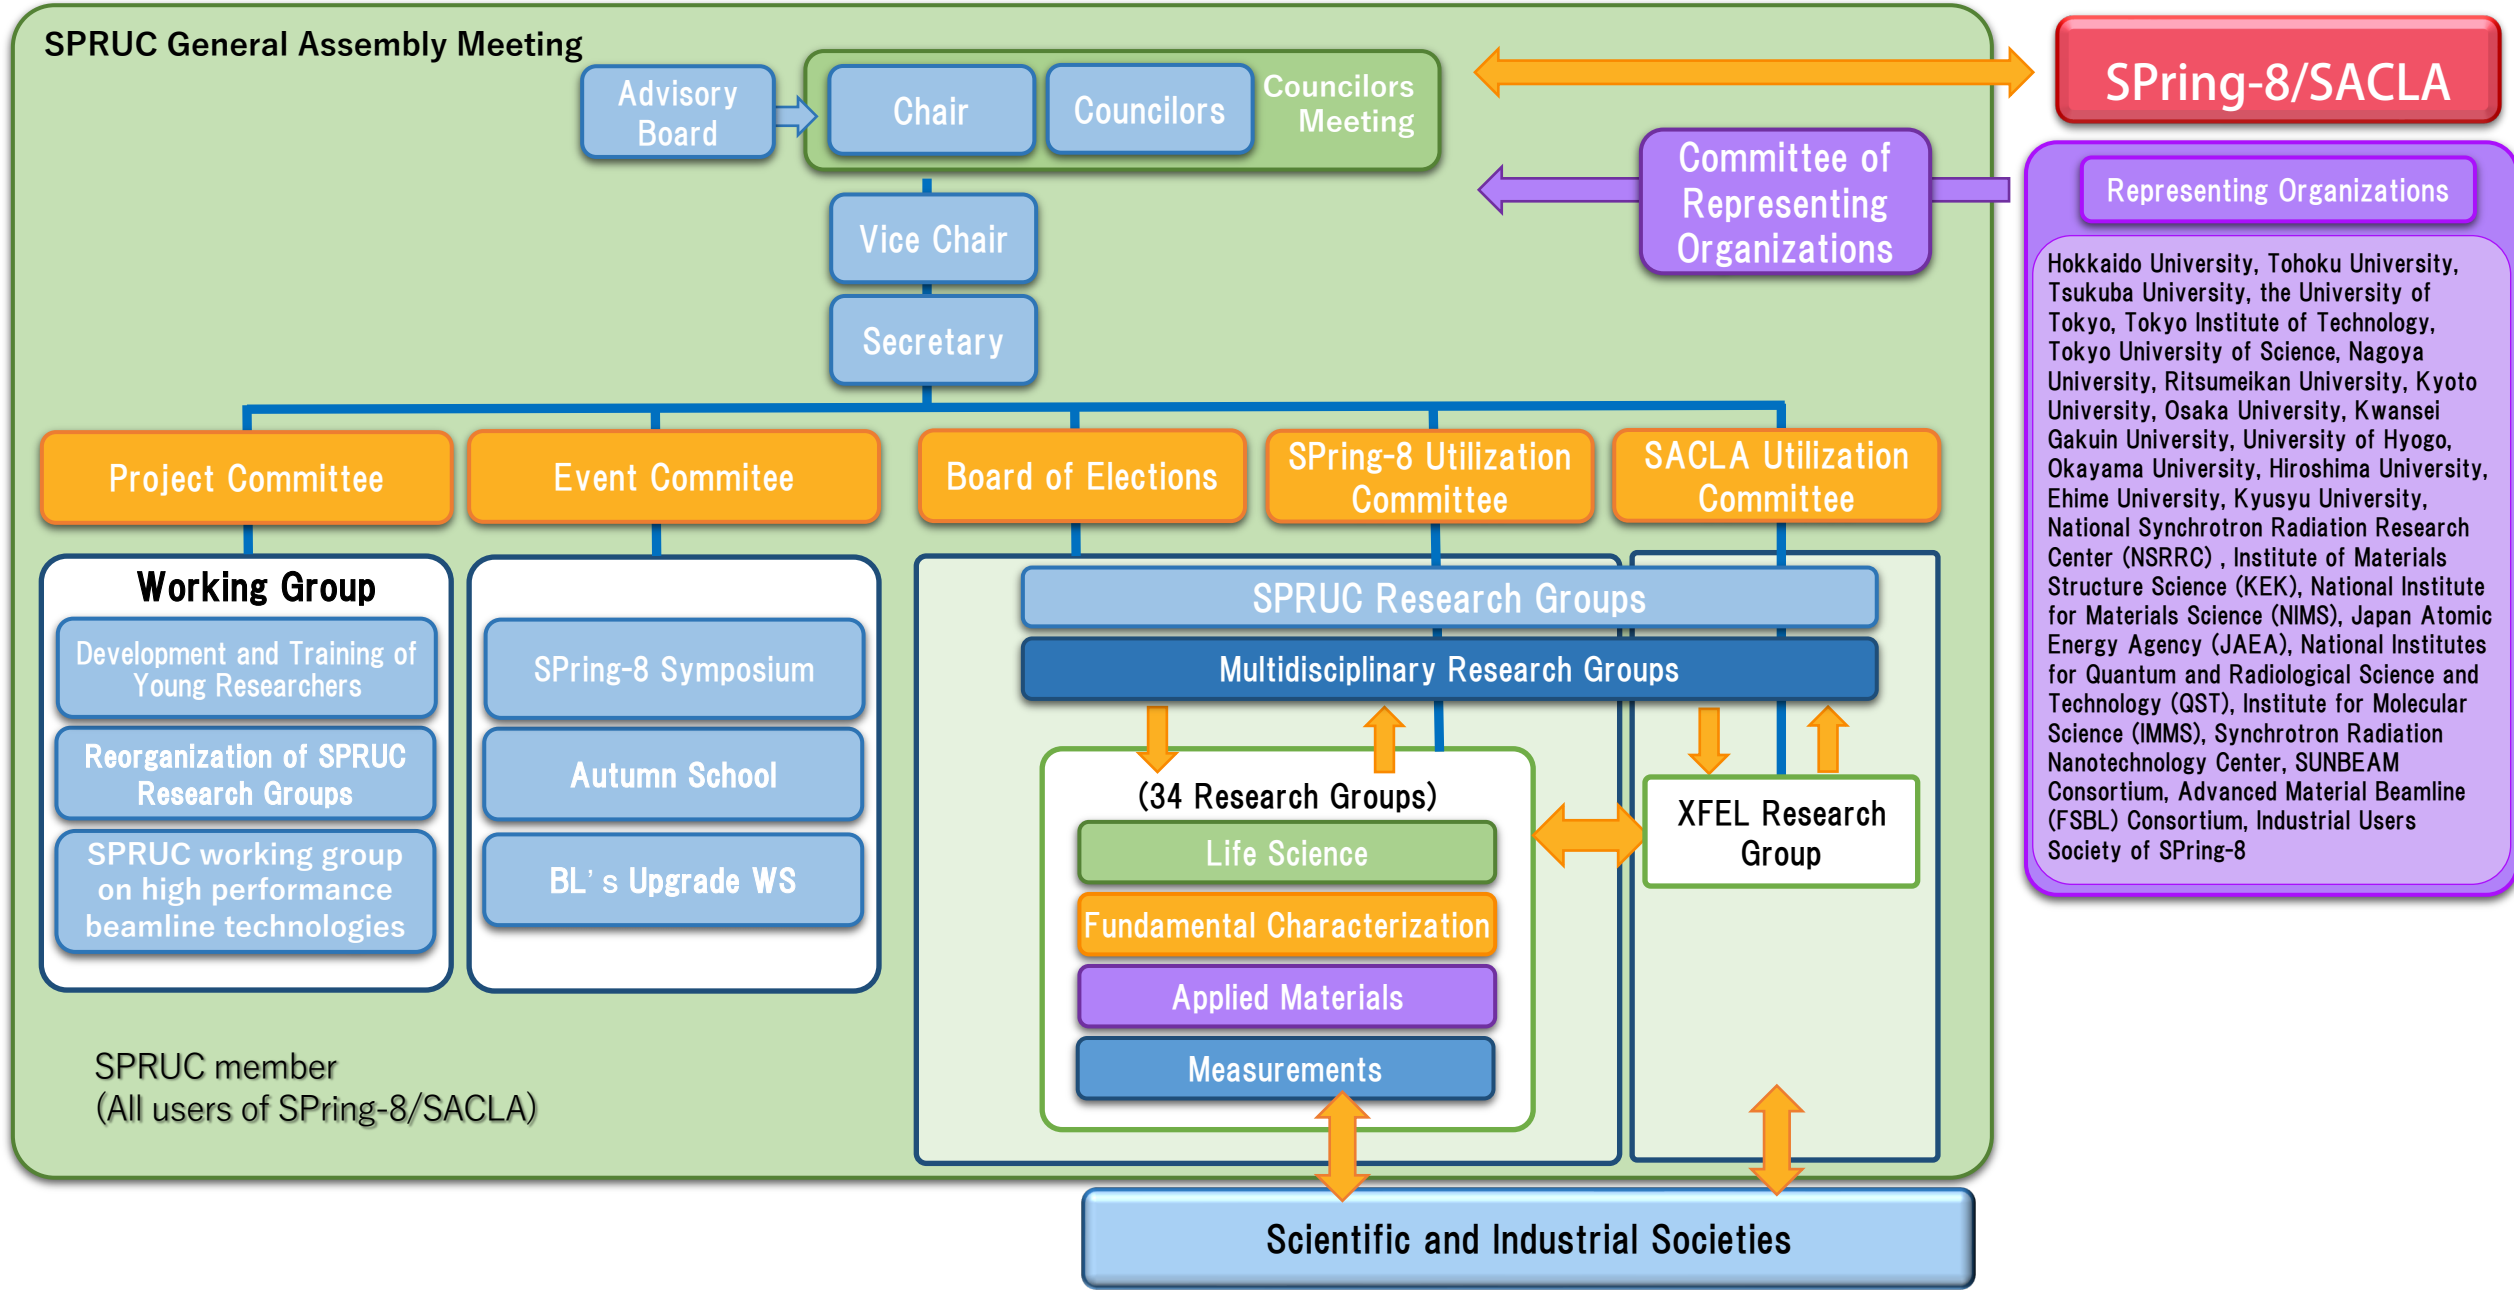 SPRUC General Assembly Meeting
Advisory
Board
Chair
Councilors
Councilors
Meeting
SPring-8/SACLA
Committee of
Representing
Organizations
Representing Organizations
Vice Chair
Secretary
Hokkaido University, Tohoku University,
Tsukuba University, the University of
Tokyo, Tokyo Institute of Technology,
Tokyo University of Science, Nagoya
University, Ritsumeikan University, Kyoto
University, Osaka University, Kwansei
Gakuin University, University of Hyogo,
Okayama University, Hiroshima University,
Ehime University, Kyusyu University,
National Synchrotron Radiation Research
Center (NSRRC) , Institute of Materials
Structure Science (KEK), National Institute
for Materials Science (NIMS), Japan Atomic
Energy Agency (JAEA), National Institutes
for Quantum and Radiological Science and
Technology (QST), Institute for Molecular
Science (IMMS), Synchrotron Radiation
Nanotechnology Center, SUNBEAM
Consortium, Advanced Material Beamline
(FSBL) Consortium, Industrial Users
Society of SPring-8
Project Committee
Event Commitee
Board of Elections
SPring-8 Utilization
Committee
SACLA Utilization
Committee
Working Group
Development and Training of
Young Researchers
Reorganization of SPRUC
Research Groups
SPRUC working group
on high performance
beamline technologies
SPring-8 Symposium
Autumn School
BL’s Upgrade WS
SPRUC Research Groups
Multidisciplinary Research Groups
(34 Research Groups)
Life Science
Fundamental Characterization
Applied Materials
Measurements
XFEL Research
Group
SPRUC member
(All users of SPring-8/SACLA)
Scientific and Industrial Societies